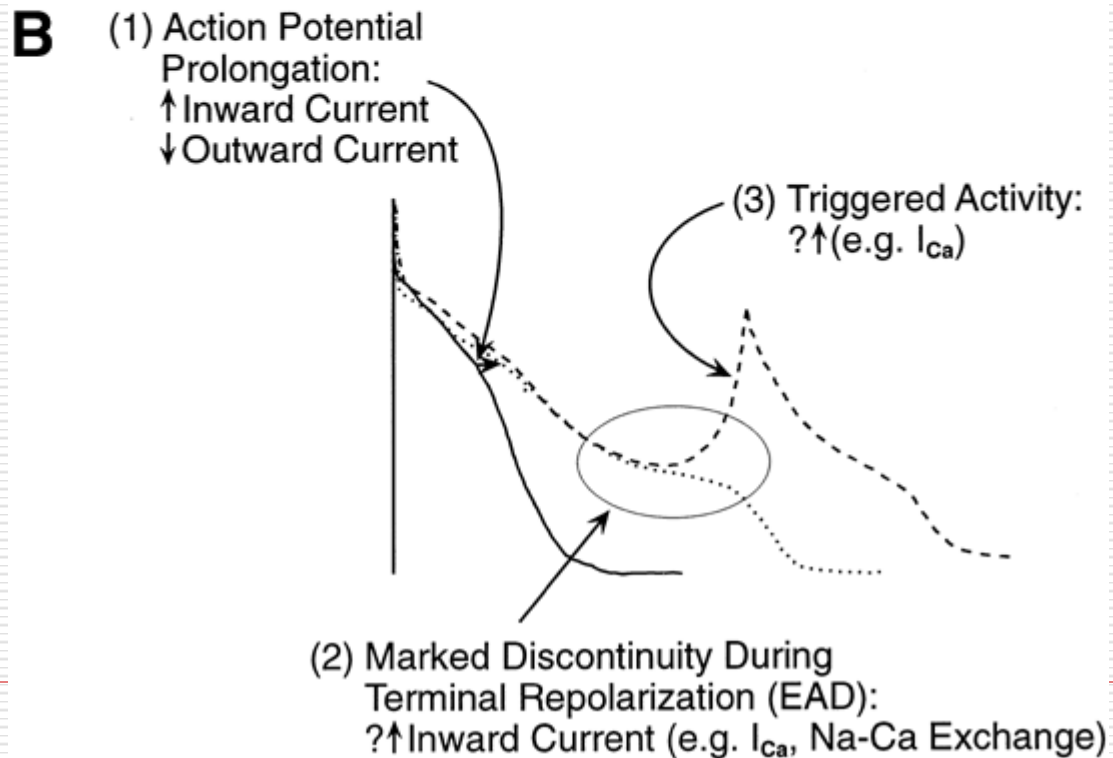 B
(1) Action Potential
Prolongation:
↑Inward Current
↓Outward Current
(3) Triggered Activity:
?↑(e.g. ICa)
(2) Marked Discontinuity During
Terminal Repolarization (EAD):
?↑Inward Current (e.g. ICa, Na-Ca Exchange)